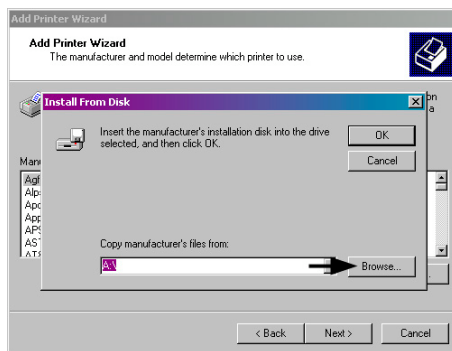 Add Printer Wizard
Add Printer Wizard
The manufacturer and model determine which printer to use.
Install From Disk
Insert the manufacturer's installation disk into the drive
selected, and then click OK.
OK
Cancel
Copy manufacturer's files from:
A:\
Browse...
< Back
Next >
Cancel